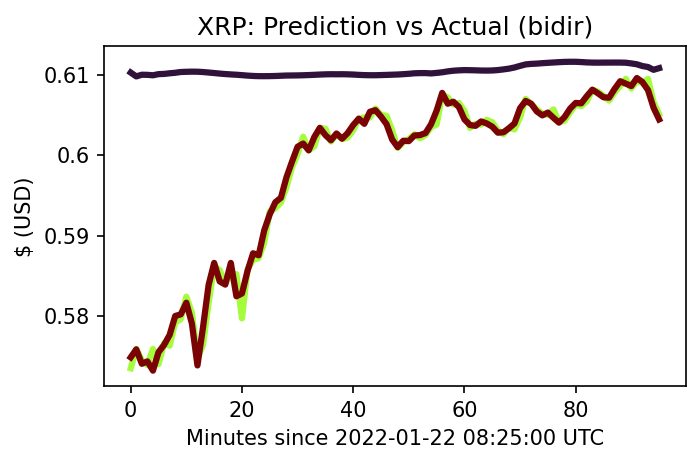 XRP: Prediction vs Actual (bidir)
$ (USD)
0.61
0.6
0.59
0.58
0 20 40 60 80
Minutes since 2022-01-22 08:25:00 UTC